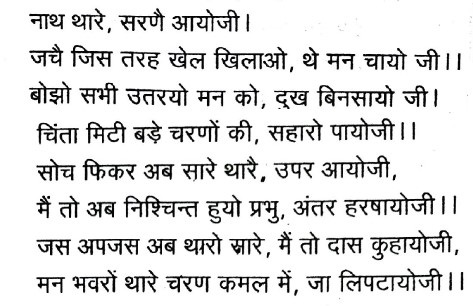 नाथ थारे, सरणै आयोजी।
जचै जिस तरह खेल खिलाओ, थे मन चायो जी।।
बोझो सभी उतरयो मन को, दुख बिनसायो जी।
चिंता मिटी बड़े चरणों की, सहारो पायोजी।।
सोच फिकर अब सारे थारै, उपर आयोजी,
मैं तो अब निश्चिन्त हुयो प्रभु, अंतर हरषायोजी।।
जस अपजस अब थारो सारे, मैं तो दास कुहायोजी,
मन भवरों थारे चरण कमल में, जा लिपटायोजी।।